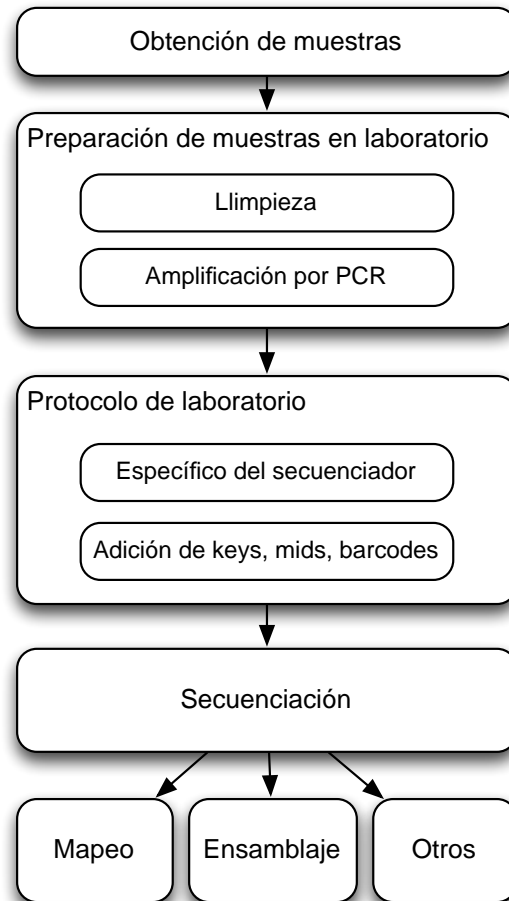 Obtención de muestras
Preparación de muestras en laboratorio
Llimpieza
Amplificación por PCR
Protocolo de laboratorio
Específico del secuenciador
Adición de keys, mids, barcodes
Secuenciación
Mapeo
Ensamblaje
Otros